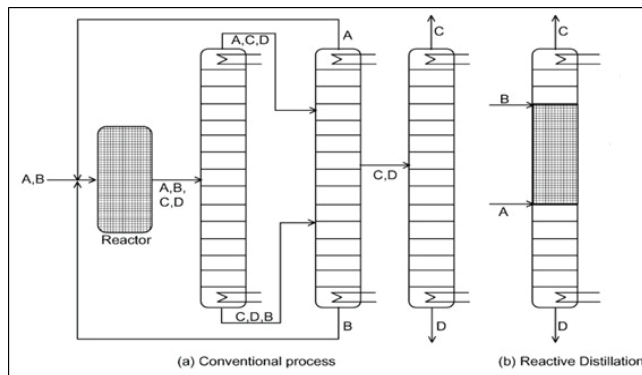 A,C,D
A
C
C
B
A,B
A,B,
C,D
C,D
Reactor
A
C,D,B
B
D
D
(a) Conventional process
(b) Reactive Distillation